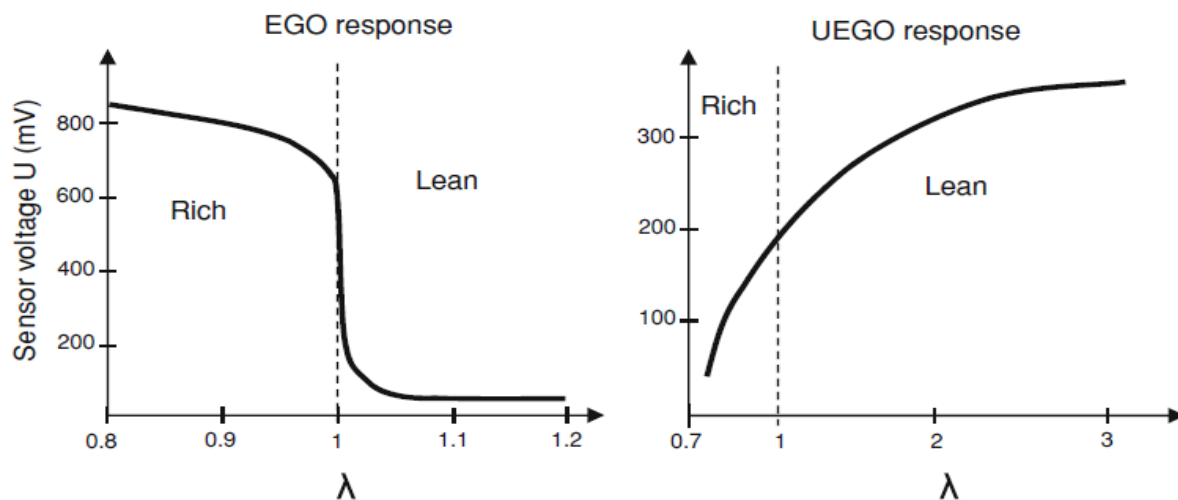 EGO response
Sensor voltage U (mV)
800
600
400
200
Rich
Lean
0.8
0.9
1
1.1
1.2
λ
UEGO response
300
200
100
Rich
Lean
0.7
1
2
3
λ